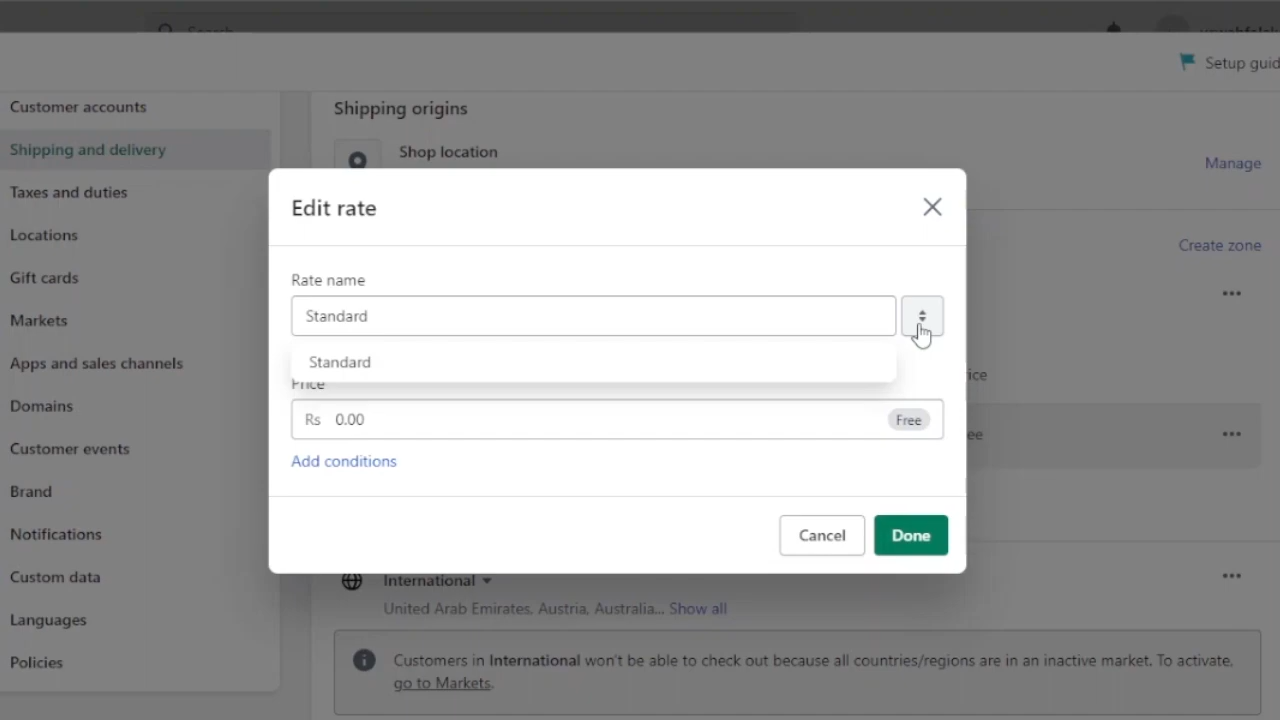 Search
Setup guid
Customer accounts
Shipping and delivery
Taxes and duties
Locations
Gift cards
Markets
Apps and sales channels
Domains
Customer events
Brand
Notifications
Custom data
Languages
Policies
Shipping origins
Shop location
Manage
Create zone
Edit rate
Rate name
Standard
Standard
Price
Rs 0.00 Free
Add conditions
Cancel Done
ice
ee
International
United Arab Emirates, Austria, Australia... Show all
Customers in International won't be able to check out because all countries/regions are in an inactive market. To activate,
go to Markets.